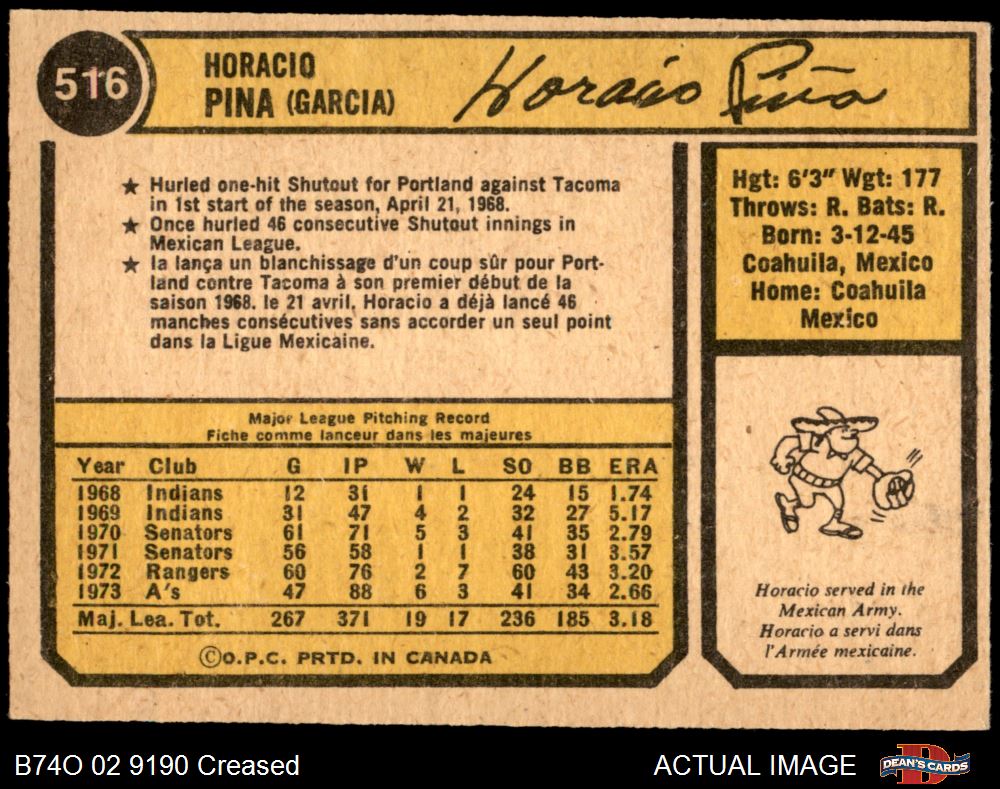 516
HORACIO
PINA (GARCIA)
Horacio Piña
★ Hurled one-hit Shutout for Portland against Tacoma
in 1st start of the season, April 21, 1968.
★ Once hurled 46 consecutive Shutout innings in
Mexican League.
★ Ia lança un blanchissage d'un coup sûr pour Port-
land contre Tacoma à son premier début de la
saison 1968. le 21 avril. Horacio a déjà lancé 46
manches consécutives sans accorder un seul point
dans la Ligue Mexicaine.
Hgt: 6'3" Wgt: 177
Throws: R. Bats: R.
Born: 3-12-45
Coahuila, Mexico
Home: Coahuila
Mexico
Major League Pitching Record
Fiche comme lanceur dans les majeures
Year Club G IP W L SO BB ERA
1968 Indians 12 31 1 1 24 15 1.74
1969 Indians 31 47 4 2 32 27 5.17
1970 Senators 61 71 5 3 41 35 2.79
1971 Senators 56 58 1 1 38 31 3.57
1972 Rangers 60 76 2 7 60 43 3.20
1973 A's 47 88 6 3 41 34 2.66
Maj. Lea. Tot. 267 371 19 17 236 185 3.18
©O.P.C. PRTD. IN CANADA
Horacio served in the
Mexican Army.
Horacio a servi dans
l'Armée mexicaine.
B74O 02 9190 Creased
ACTUAL IMAGE
D
DEAN'S CARDS